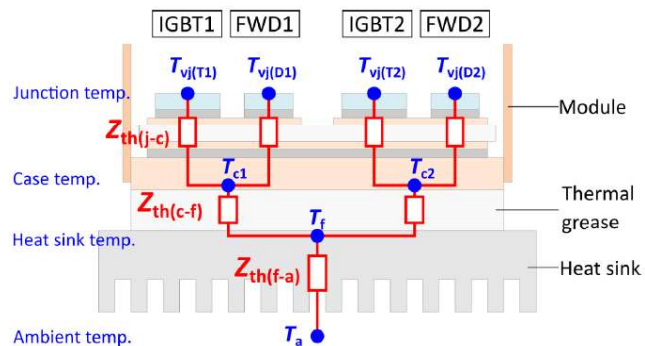 IGBT1 FWD1 IGBT2 FWD2
Tvj(T1) Tvj(D1) Tvj(T2) Tvj(D2)
Junction temp.
Module
Zth(j-c)
Tc1 Tc2
Case temp.
Zth(c-f)
Thermal
grease
Tf
Heat sink temp.
Zth(f-a)
Heat sink
Ambient temp.
Ta